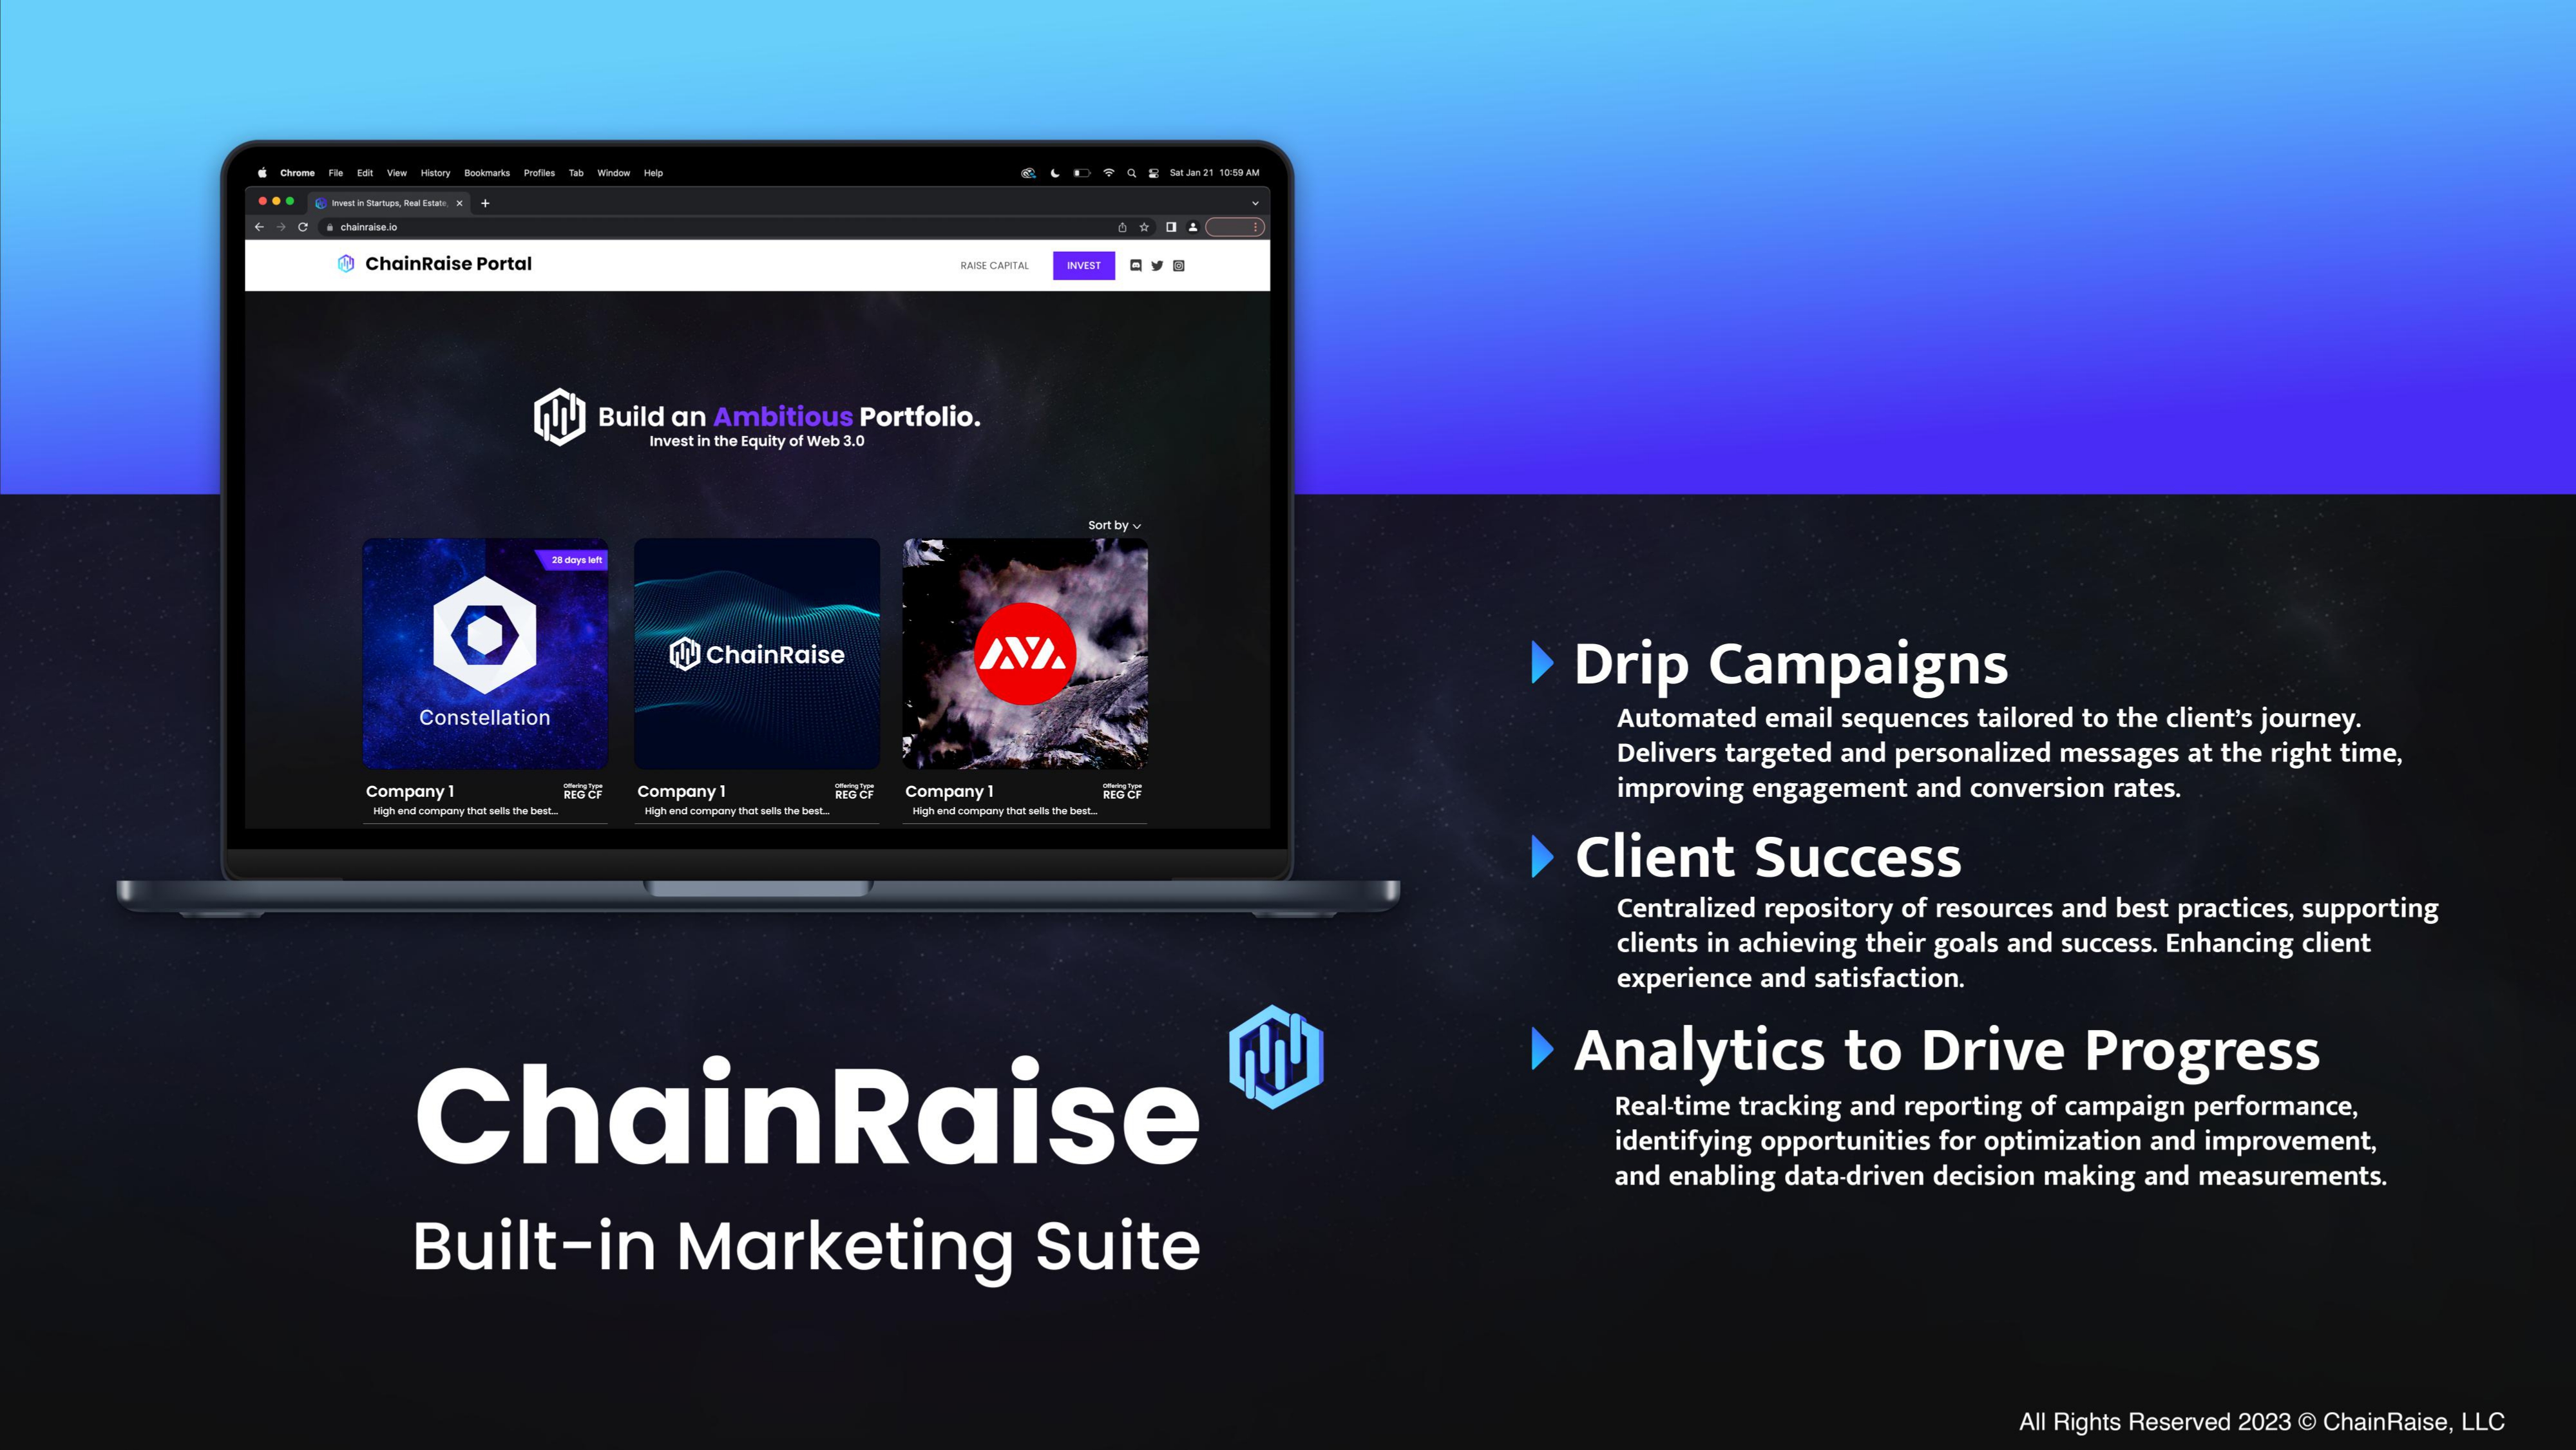 Chrome File Edit View History Bookmarks Profiles Tab Window Help Sat Jan 21 10:59 AM
Invest in Startups, Real Estate,
chainraise.io
ChainRaise Portal RAISE CAPITAL INVEST
Build an Ambitious Portfolio.
Invest in the Equity of Web 3.0
Sort by
28 days left
Constellation
ChainRaise
AVA
Company 1 Offering Type REG CF
High end company that sells the best...
Company 1 Offering Type REG CF
High end company that sells the best...
Company 1 Offering Type REG CF
High end company that sells the best...
ChainRaise
Built-in Marketing Suite
Drip Campaigns
Automated email sequences tailored to the client’s journey.
Delivers targeted and personalized messages at the right time,
improving engagement and conversion rates.
Client Success
Centralized repository of resources and best practices, supporting
clients in achieving their goals and success. Enhancing client
experience and satisfaction.
Analytics to Drive Progress
Real-time tracking and reporting of campaign performance,
identifying opportunities for optimization and improvement,
and enabling data-driven decision making and measurements.
All Rights Reserved 2023 © ChainRaise, LLC